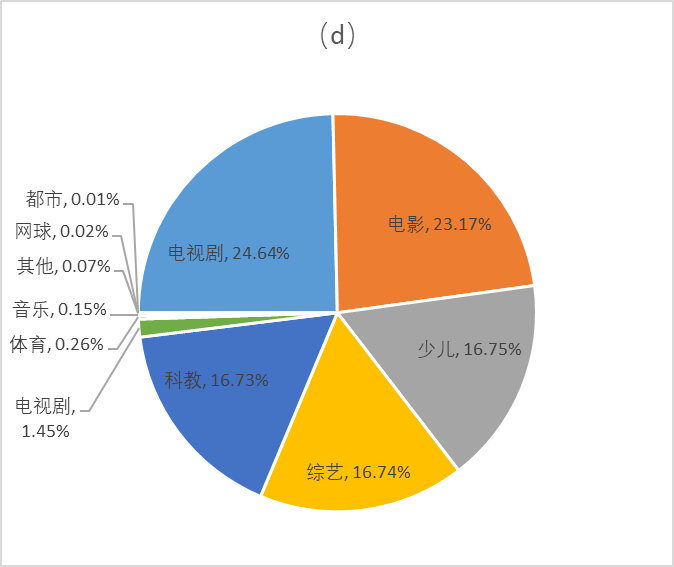 （d）
都市, 0.01%
网球, 0.02%
其他, 0.07%
音乐, 0.15%
体育, 0.26%
电视剧,
1.45%
电视剧, 24.64%
电影, 23.17%
少儿, 16.75%
科教, 16.73%
综艺, 16.74%